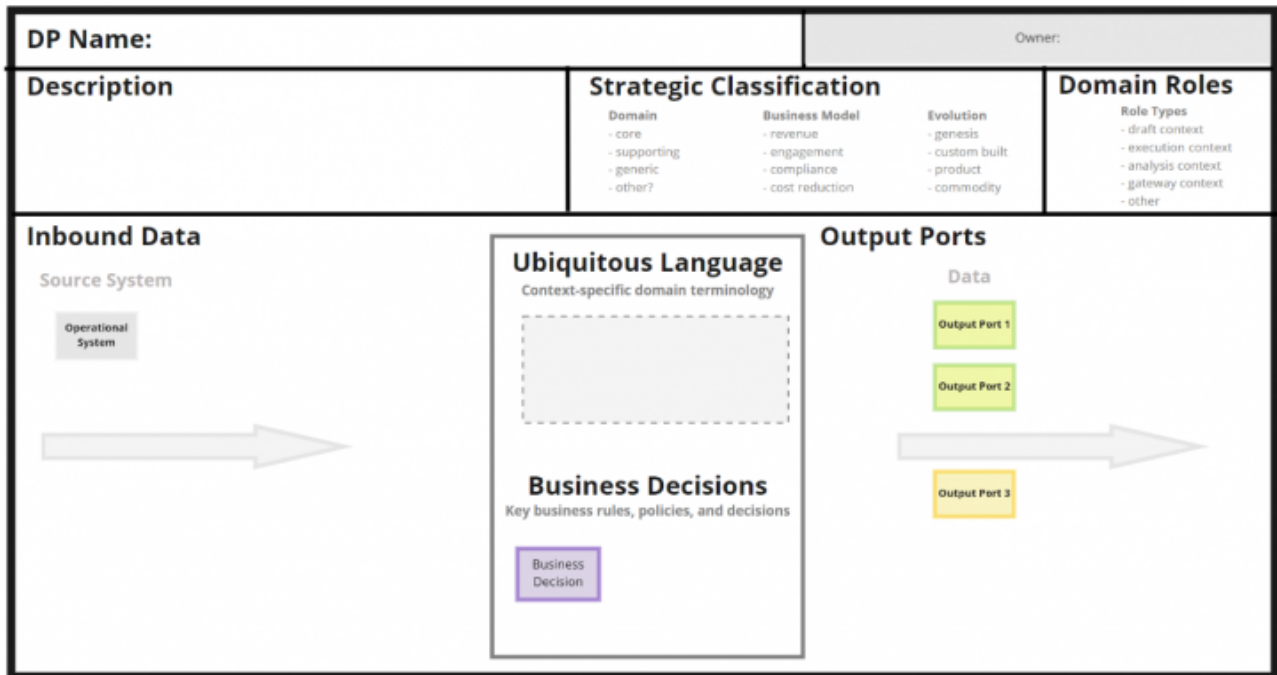 DP Name:
Owner:
Description
Strategic Classification
Domain
- core
- supporting
- generic
- other?
Business Model
- revenue
- engagement
- compliance
- cost reduction
Evolution
- genesis
- custom built
- product
- commodity
Domain Roles
Role Types
- draft context
- execution context
- analysis context
- gateway context
- other
Inbound Data
Source System
Operational
System
Ubiquitous Language
Context-specific domain terminology
Business Decisions
Key business rules, policies, and decisions
Business
Decision
Output Ports
Data
Output Port 1
Output Port 2
Output Port 3